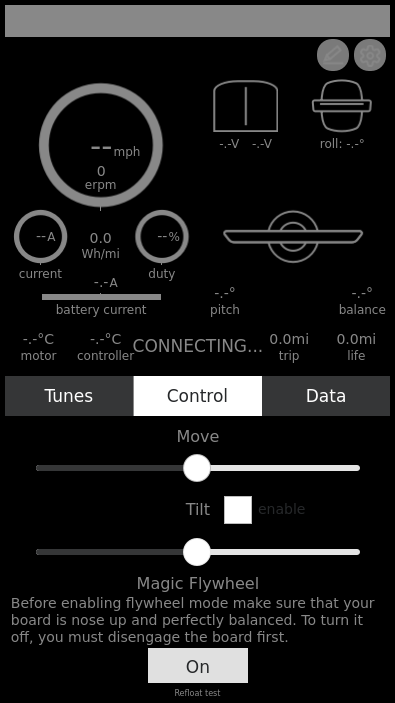 --mph
0
erpm
-.-V -.-V
roll: -.-°
--A
current
0.0
Wh/mi
--%
duty
-.-A
battery current
-.-°
pitch
-.-°
balance
-.-°C
motor
-.-°C
controller
CONNECTING...
0.0mi
trip
0.0mi
life
Tunes Control Data
Move
Tilt enable
Magic Flywheel
Before enabling flywheel mode make sure that your
board is nose up and perfectly balanced. To turn it
off, you must disengage the board first.
On
Refloat test